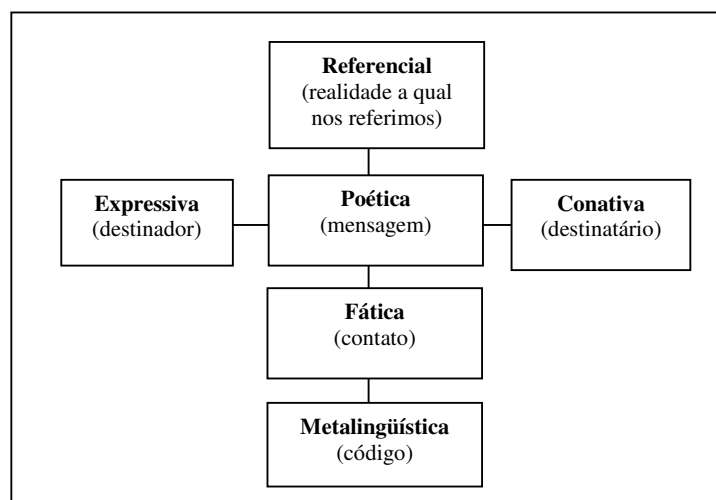 Referencial
(realidade a qual
nos referimos)
Expressiva
(destinador)
Poética
(mensagem)
Conativa
(destinatário)
Fática
(contato)
Metalingüística
(código)